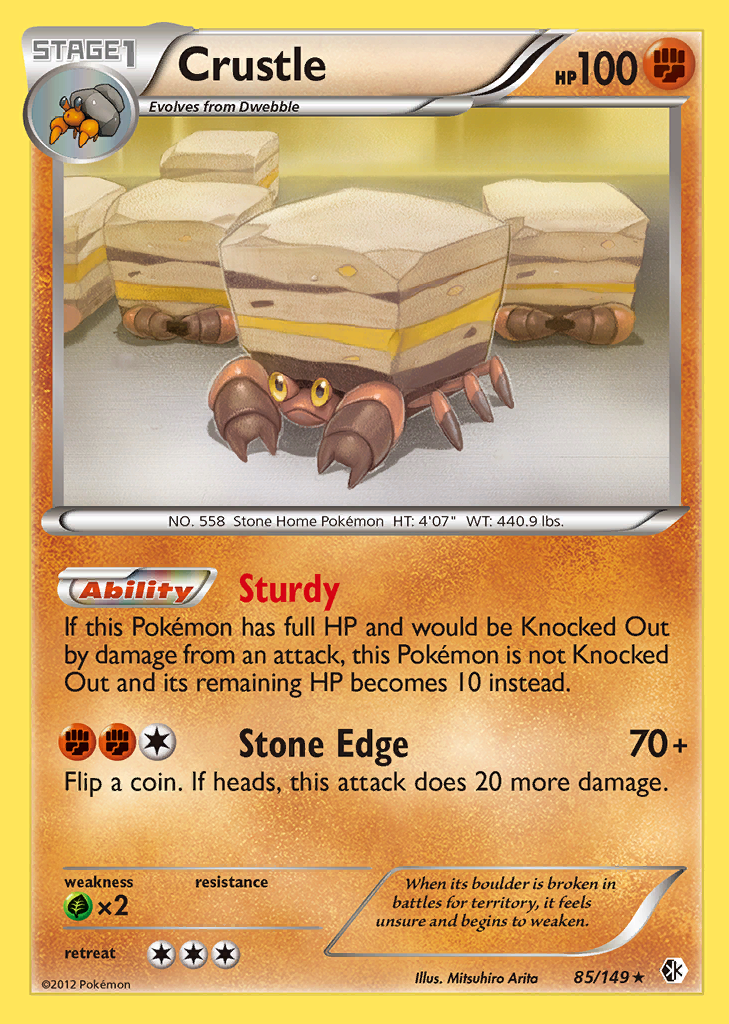 STAGE1
Crustle
HP100
Evolves from Dwebble
NO. 558 Stone Home Pokémon HT: 4'07" WT: 440.9 lbs.
Ability Sturdy
If this Pokémon has full HP and would be Knocked Out
by damage from an attack, this Pokémon is not Knocked
Out and its remaining HP becomes 10 instead.
Stone Edge 70+
Flip a coin. If heads, this attack does 20 more damage.
weakness resistance
×2
retreat
When its boulder is broken in
battles for territory, it feels
unsure and begins to weaken.
©2012 Pokémon
Illus. Mitsuhiro Arita
85/149★